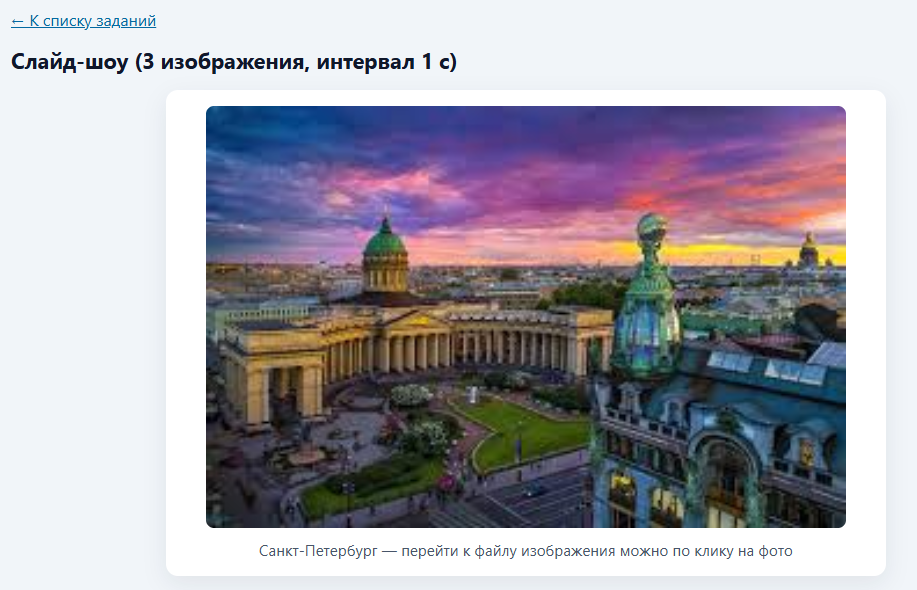 ← К списку заданий
Слайд-шоу (3 изображения, интервал 1 с)
Санкт-Петербург — перейти к файлу изображения можно по клику на фото